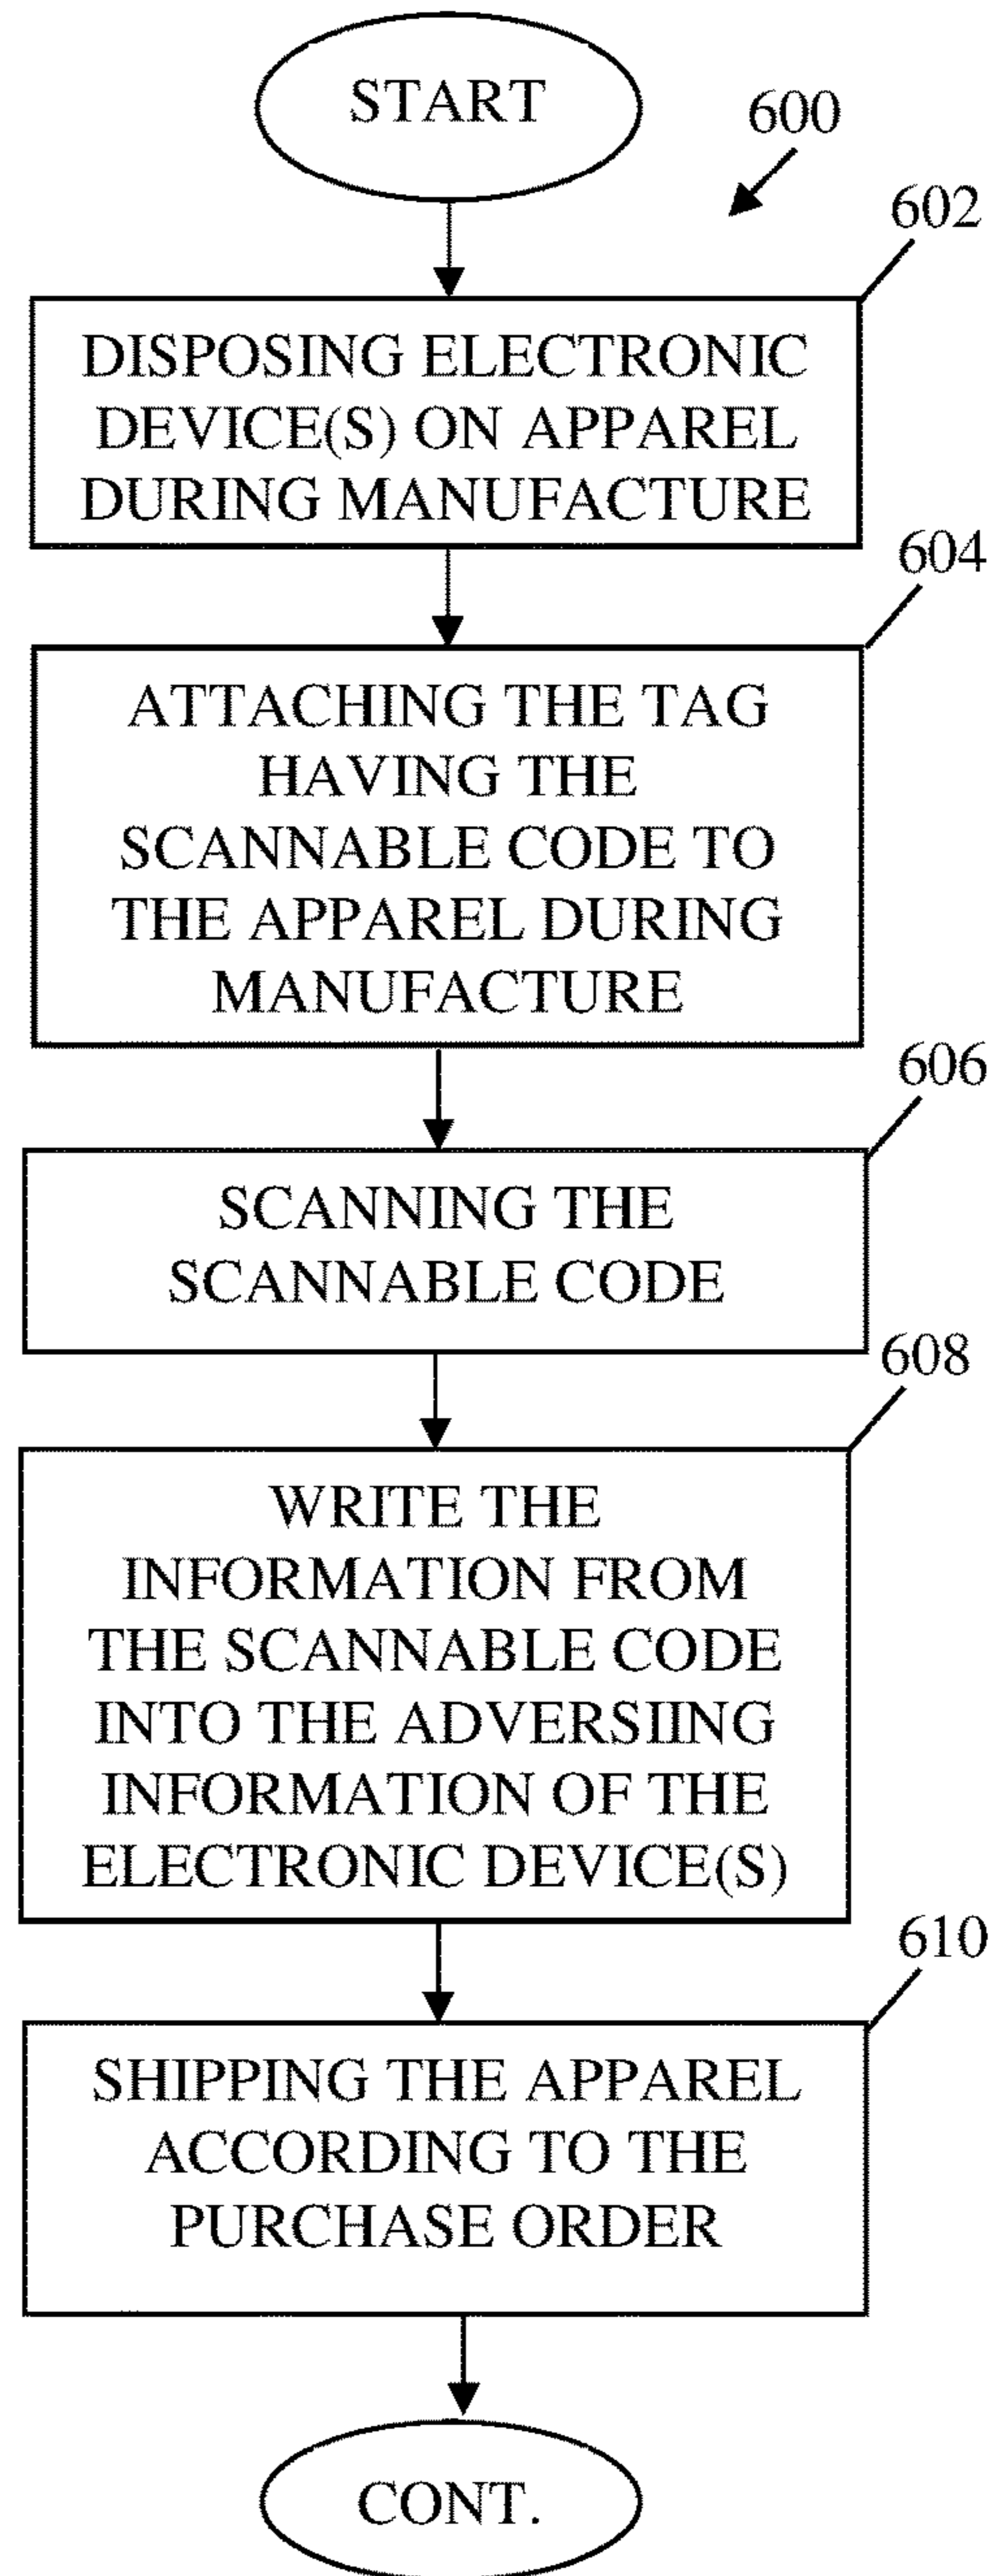 START
600
602
DISPOSING ELECTRONIC
DEVICE(S) ON APPAREL
DURING MANUFACTURE
604
ATTACHING THE TAG
HAVING THE
SCANNABLE CODE TO
THE APPAREL DURING
MANUFACTURE
606
SCANNING THE
SCANNABLE CODE
608
WRITE THE
INFORMATION FROM
THE SCANNABLE CODE
INTO THE ADVERSIING
INFORMATION OF THE
ELECTRONIC DEVICE(S)
610
SHIPPING THE APPAREL
ACCORDING TO THE
PURCHASE ORDER
CONT.